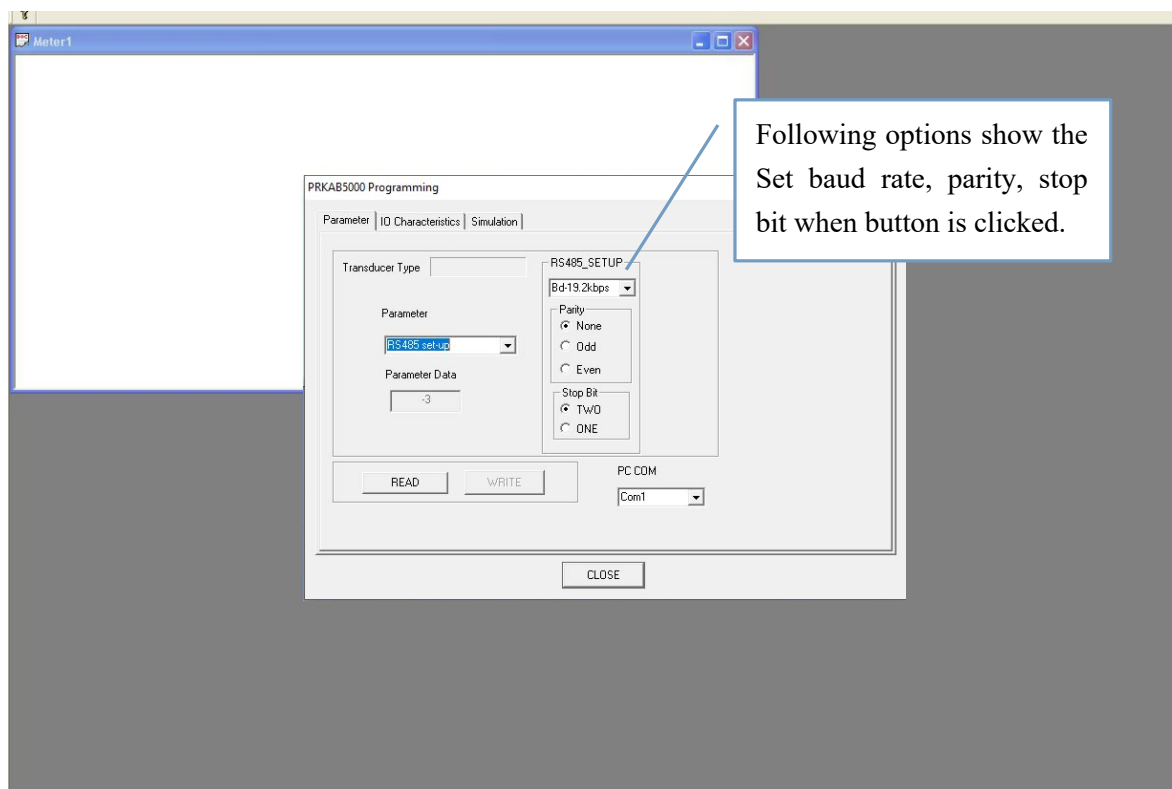 Meter1
Following options show the
Set baud rate, parity, stop
bit when button is clicked.
PRKAB5000 Programming
Parameter IO Characteristics Simulation
Transducer Type
RS485_SETUP
Bd-19.2kbps
Parameter
Parity
None
RS485 set-up
Odd
Parameter Data
Even
-3
Stop Bit
TWO
ONE
READ WRITE
PC COM
Com1
CLOSE